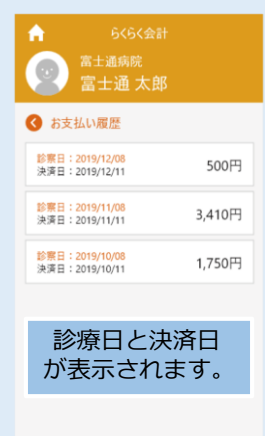 らくらく会計
富士通病院
富士通 太郎
お支払い履歴
診察日：2019/12/08
決済日：2019/12/11
500円
診察日：2019/11/08
決済日：2019/11/11
3,410円
診察日：2019/10/08
決済日：2019/10/11
1,750円
診療日と決済日
が表示されます。